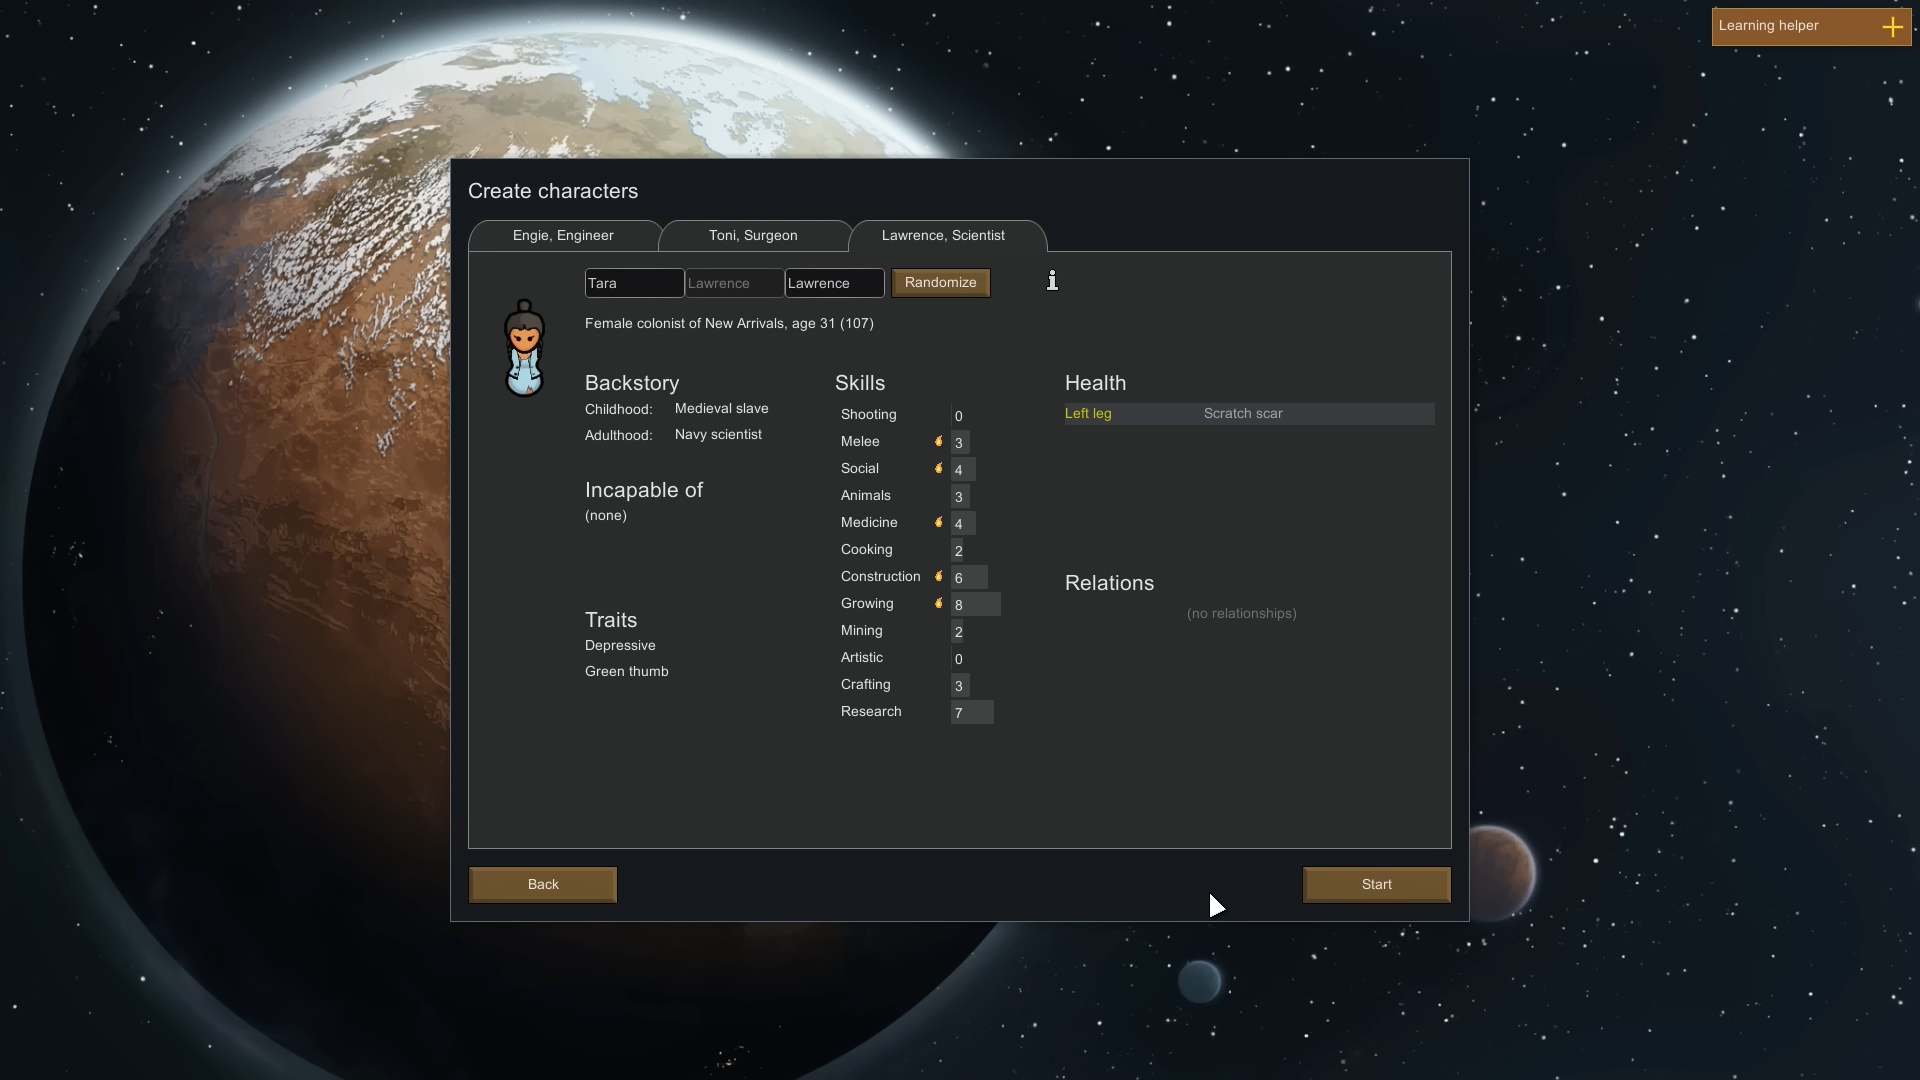 Learning helper
Create characters
Engie, Engineer
Toni, Surgeon
Lawrence, Scientist
Tara
Lawrence
Lawrence
Randomize
Female colonist of New Arrivals, age 31 (107)
Backstory
Childhood: Medieval slave
Adulthood: Navy scientist
Incapable of
(none)
Traits
Depressive
Green thumb
Skills
Shooting 0
Melee 3
Social 4
Animals 3
Medicine 4
Cooking 2
Construction 6
Growing 8
Mining 2
Artistic 0
Crafting 3
Research 7
Health
Left leg Scratch scar
Relations
(no relationships)
Back
Start